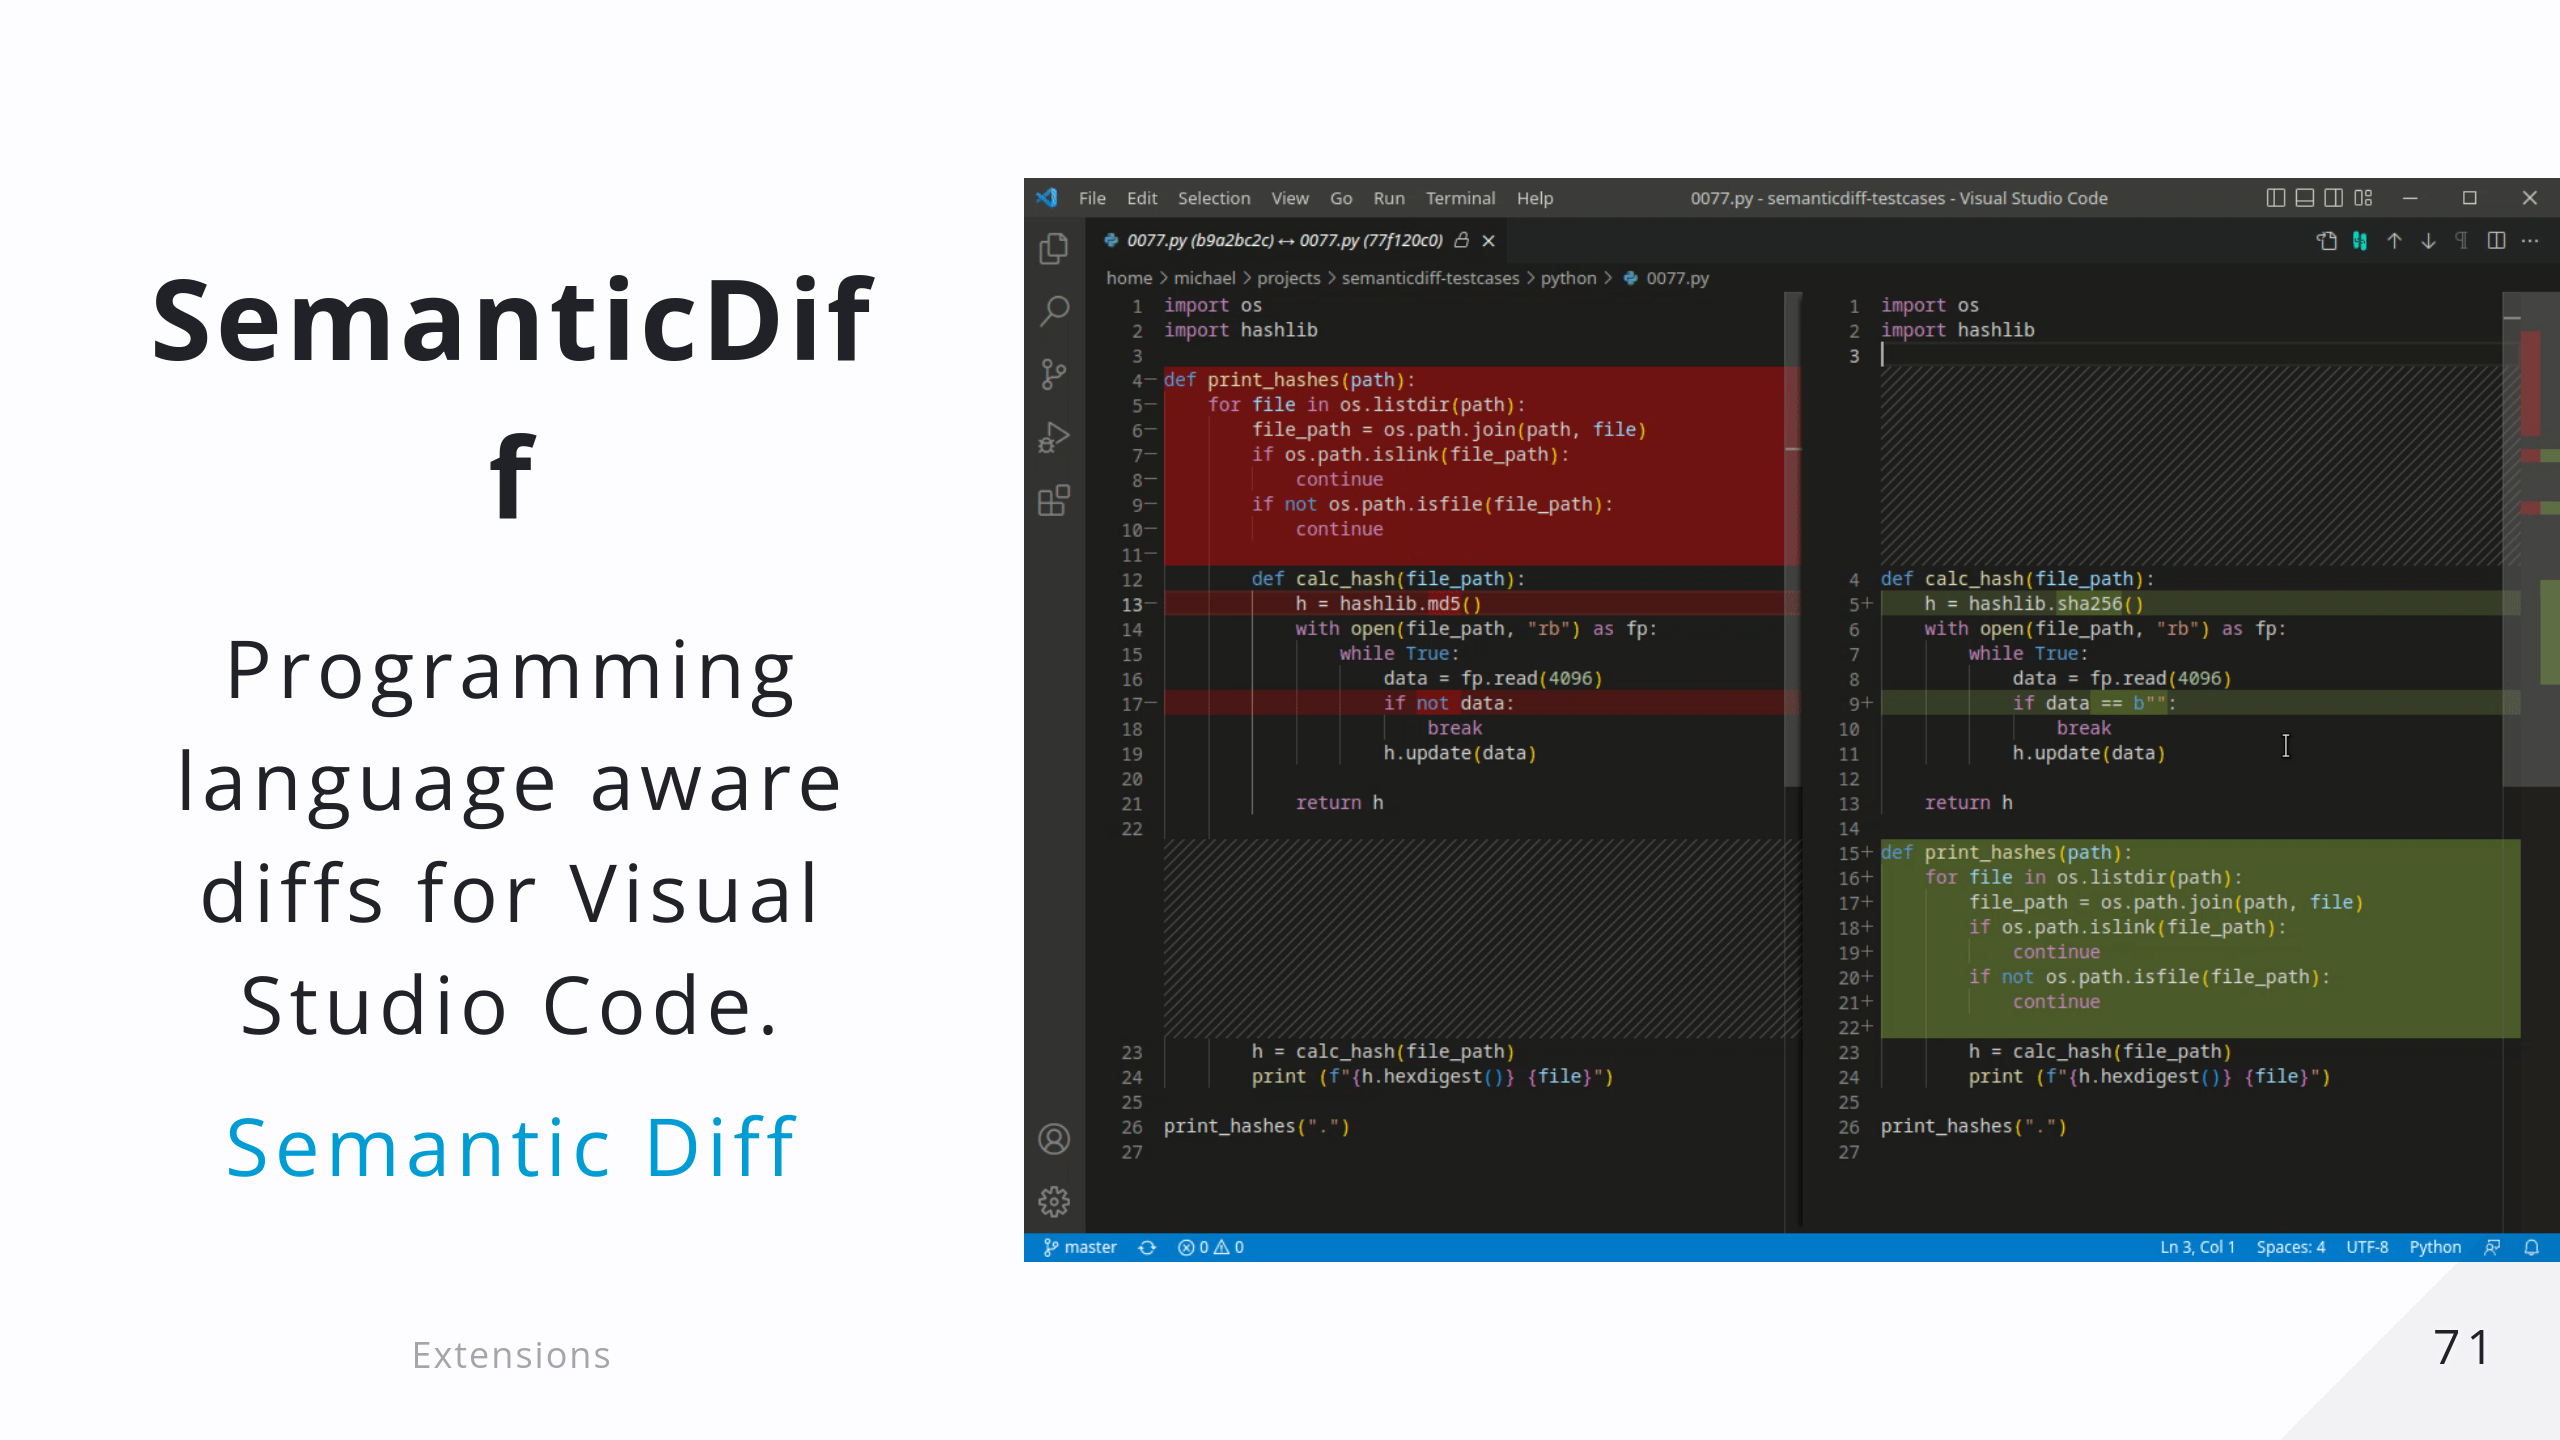 SemanticDif
f
Programming
language aware
diffs for Visual
Studio Code.
Semantic Diff
Extensions
File Edit Selection View Go Run Terminal Help 0077.py - semanticdiff-testcases - Visual Studio Code
0077.py (b9a2bc2c) ↔ 0077.py (77f120c0)
home > michael > projects > semanticdiff-testcases > python > 0077.py
1 import os
2 import hashlib
3
4— def print_hashes(path):
5— for file in os.listdir(path):
6— file_path = os.path.join(path, file)
7— if os.path.islink(file_path):
8— continue
9— if not os.path.isfile(file_path):
10— continue
11—
12 def calc_hash(file_path):
13— h = hashlib.md5()
14 with open(file_path, "rb") as fp:
15 while True:
16 data = fp.read(4096)
17— if not data:
18 break
19 h.update(data)
20
21 return h
22
23 h = calc_hash(file_path)
24 print (f"{h.hexdigest()} {file}")
25
26 print_hashes(".")
27
1 import os
2 import hashlib
3
4 def calc_hash(file_path):
5+ h = hashlib.sha256()
6 with open(file_path, "rb") as fp:
7 while True:
8 data = fp.read(4096)
9+ if data == b"":
10 break
11 h.update(data)
12
13 return h
14
15+ def print_hashes(path):
16+ for file in os.listdir(path):
17+ file_path = os.path.join(path, file)
18+ if os.path.islink(file_path):
19+ continue
20+ if not os.path.isfile(file_path):
21+ continue
22+
23 h = calc_hash(file_path)
24 print (f"{h.hexdigest()} {file}")
25
26 print_hashes(".")
27
master 0 0 Ln 3, Col 1 Spaces: 4 UTF-8 Python
71